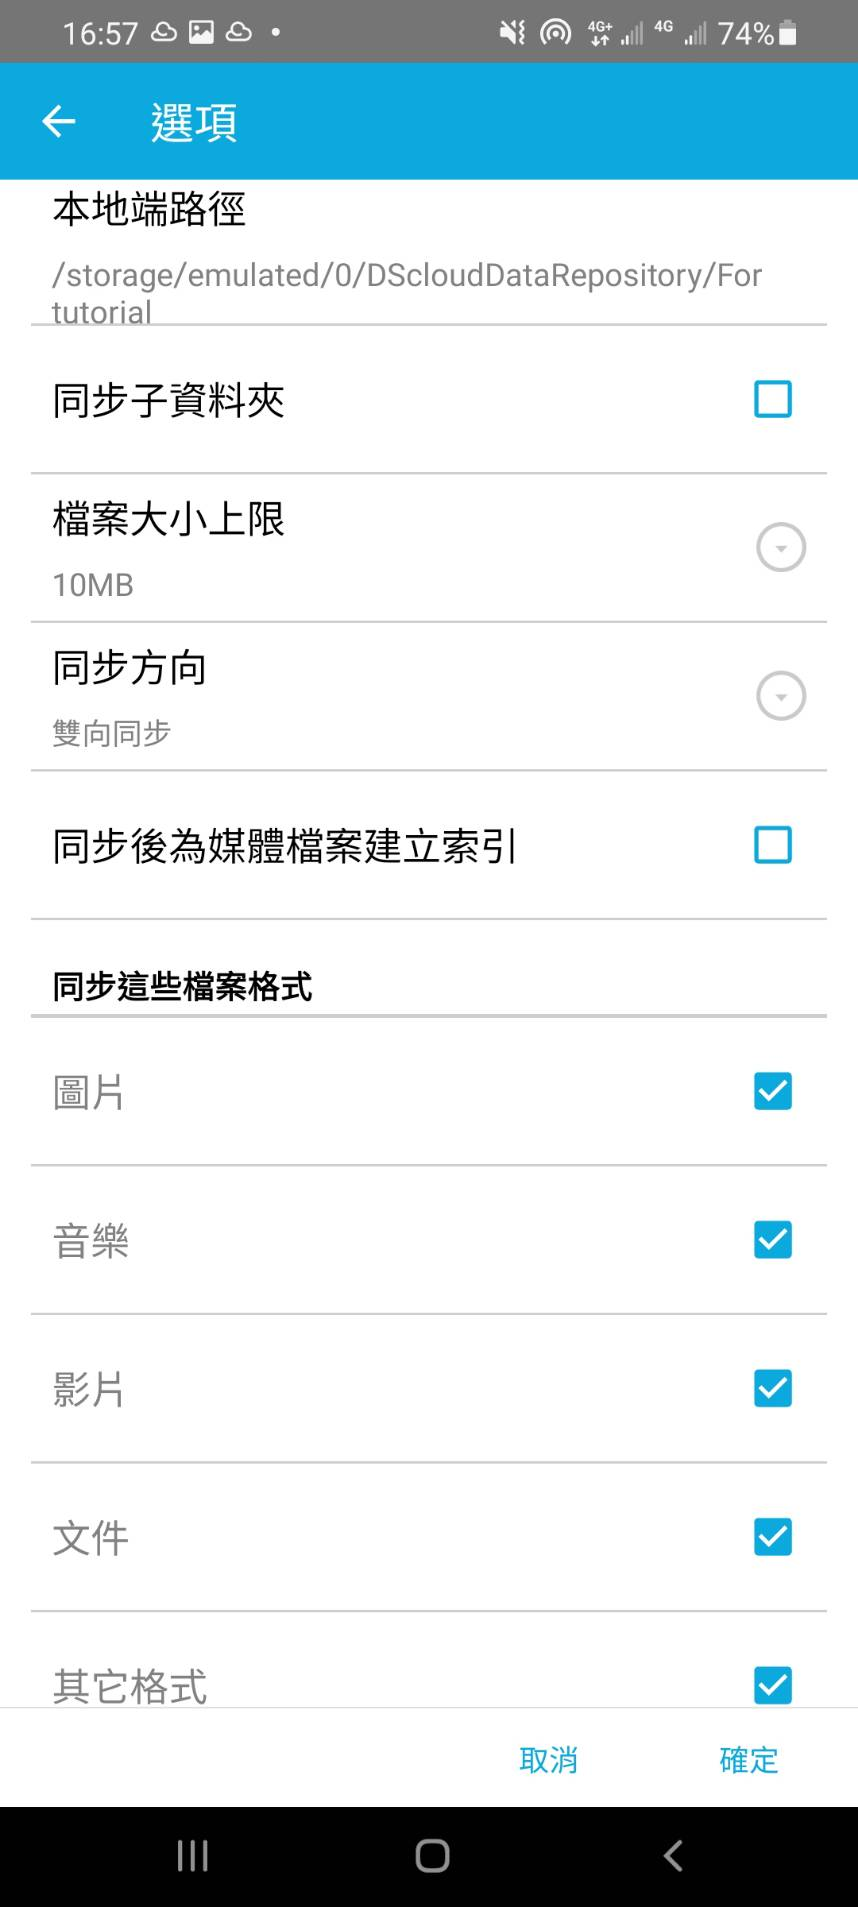 16:57
4G+ 4G 74%
選項
本地端路徑
/storage/emulated/0/DScloudDataRepository/For
tutorial
同步子資料夾
檔案大小上限
10MB
同步方向
雙向同步
同步後為媒體檔案建立索引
同步這些檔案格式
圖片
音樂
影片
文件
其它格式
取消
確定